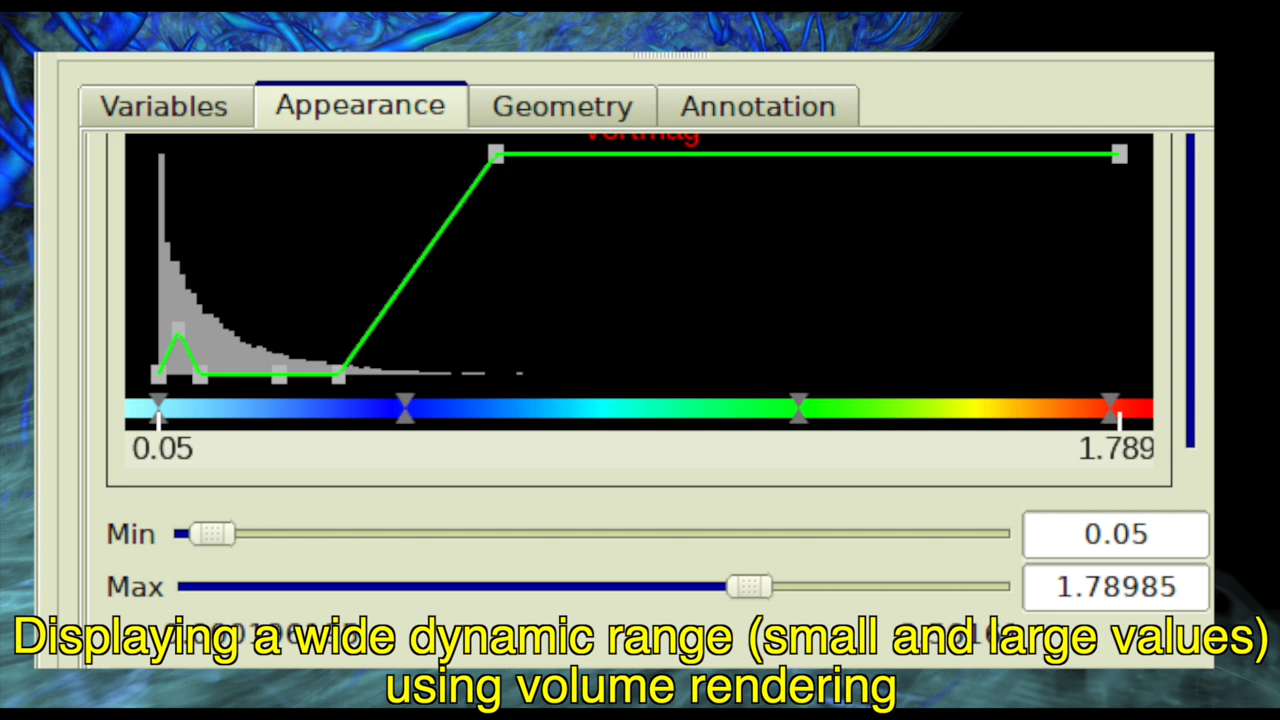 Variables Appearance Geometry Annotation
0.05 1.789
Min 0.05
Max 1.78985
Displaying a wide dynamic range (small and large values)
using volume rendering